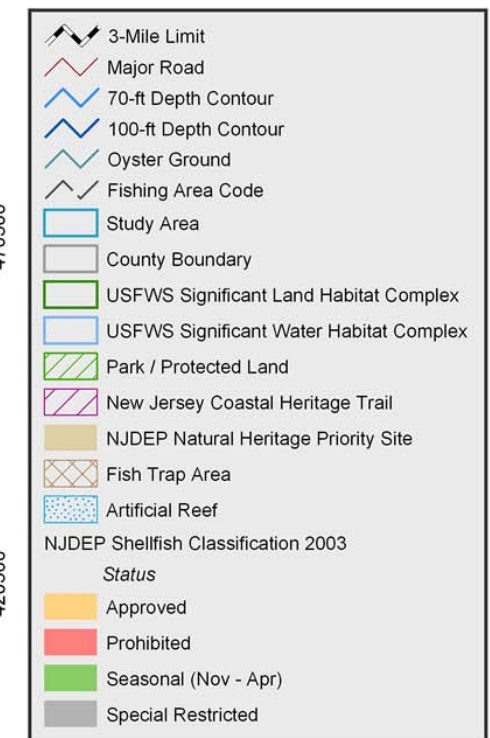 3-Mile Limit
Major Road
70-ft Depth Contour
100-ft Depth Contour
Oyster Ground
Fishing Area Code
Study Area
County Boundary
USFWS Significant Land Habitat Complex
USFWS Significant Water Habitat Complex
Park / Protected Land
New Jersey Coastal Heritage Trail
NJDEP Natural Heritage Priority Site
Fish Trap Area
Artificial Reef
NJDEP Shellfish Classification 2003
Status
Approved
Prohibited
Seasonal (Nov - Apr)
Special Restricted